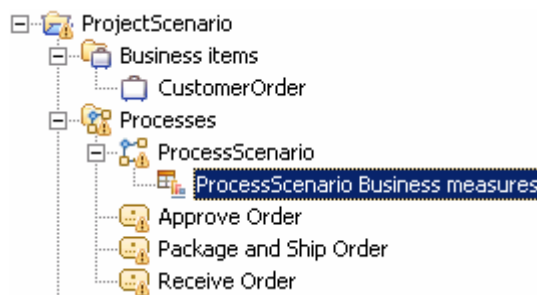 ProjectScenario
Business items
CustomerOrder
Processes
ProcessScenario
ProcessScenario Business measures
Approve Order
Package and Ship Order
Receive Order